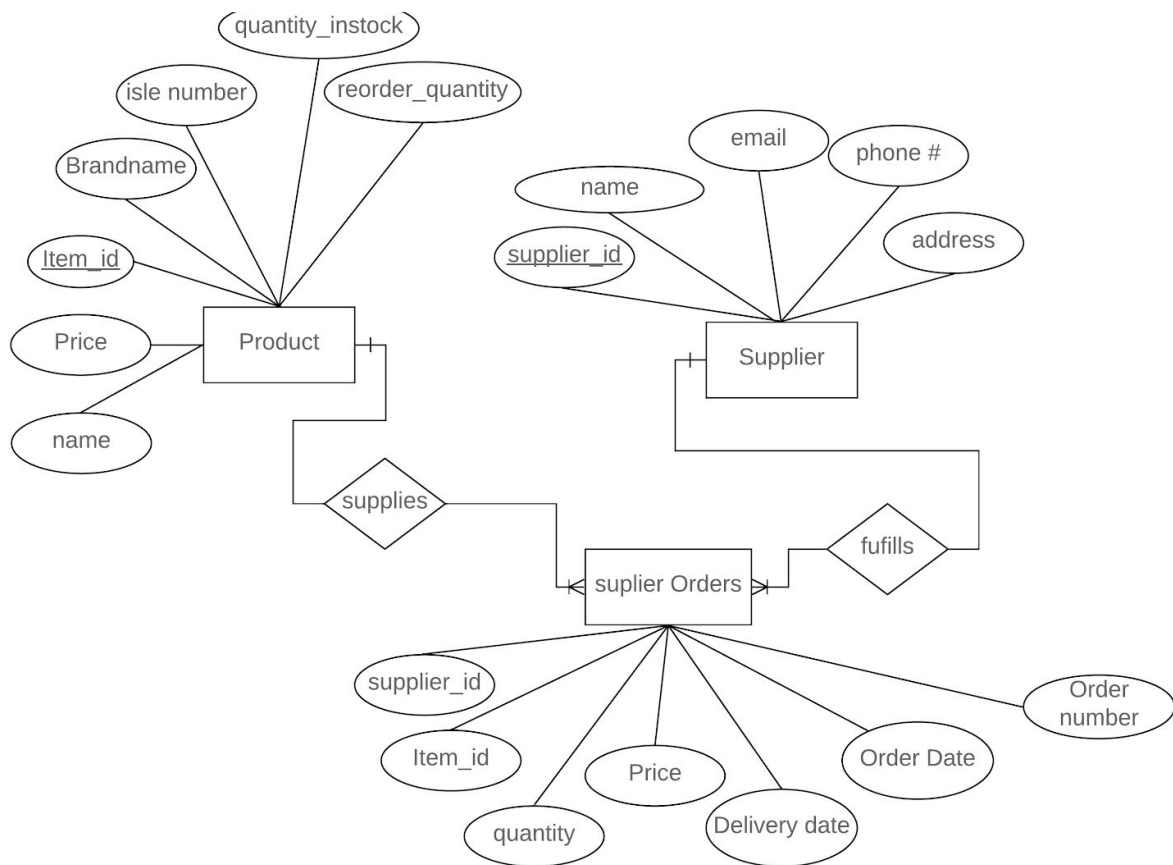 quantity_instock
isle number
reorder_quantity
Brandname
Item_id
Price
name
Product
email
phone #
name
supplier_id
address
Supplier
supplies
fufills
suplier Orders
supplier_id
Item_id
quantity
Price
Delivery date
Order Date
Order
number